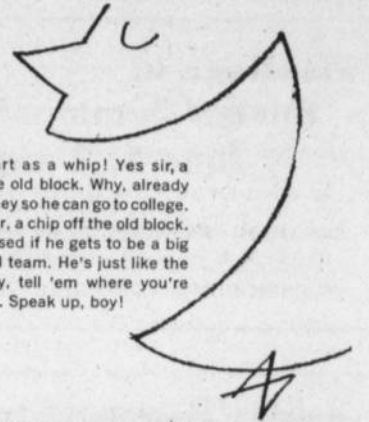 art as a whip! Yes sir, a
e old block. Why, already
ey so he can go to college.
r, a chip off the old block.
sed if he gets to be a big
l team. He's just like the
y, tell 'em where you're
. Speak up, boy!